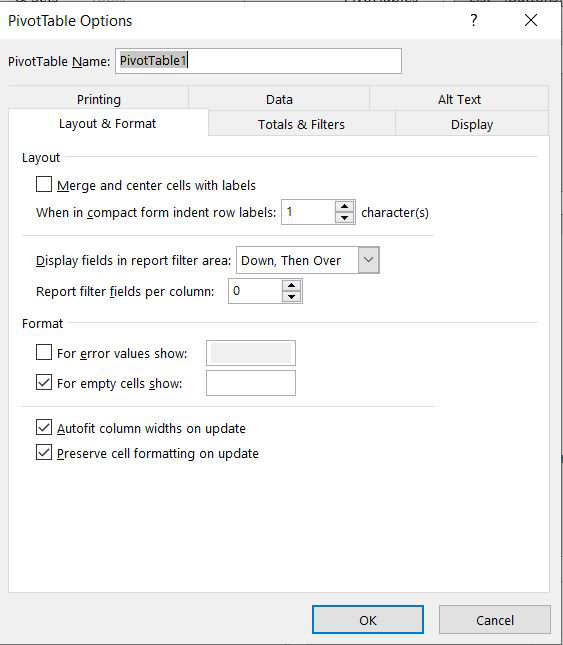 PivotTable Options
?
PivotTable Name: PivotTable1
Printing Data Alt Text
Layout & Format Totals & Filters Display
Layout
Merge and center cells with labels
When in compact form indent row labels: 1 character(s)
Display fields in report filter area: Down, Then Over
Report filter fields per column: 0
Format
For error values show:
For empty cells show:
Autofit column widths on update
Preserve cell formatting on update
OK Cancel